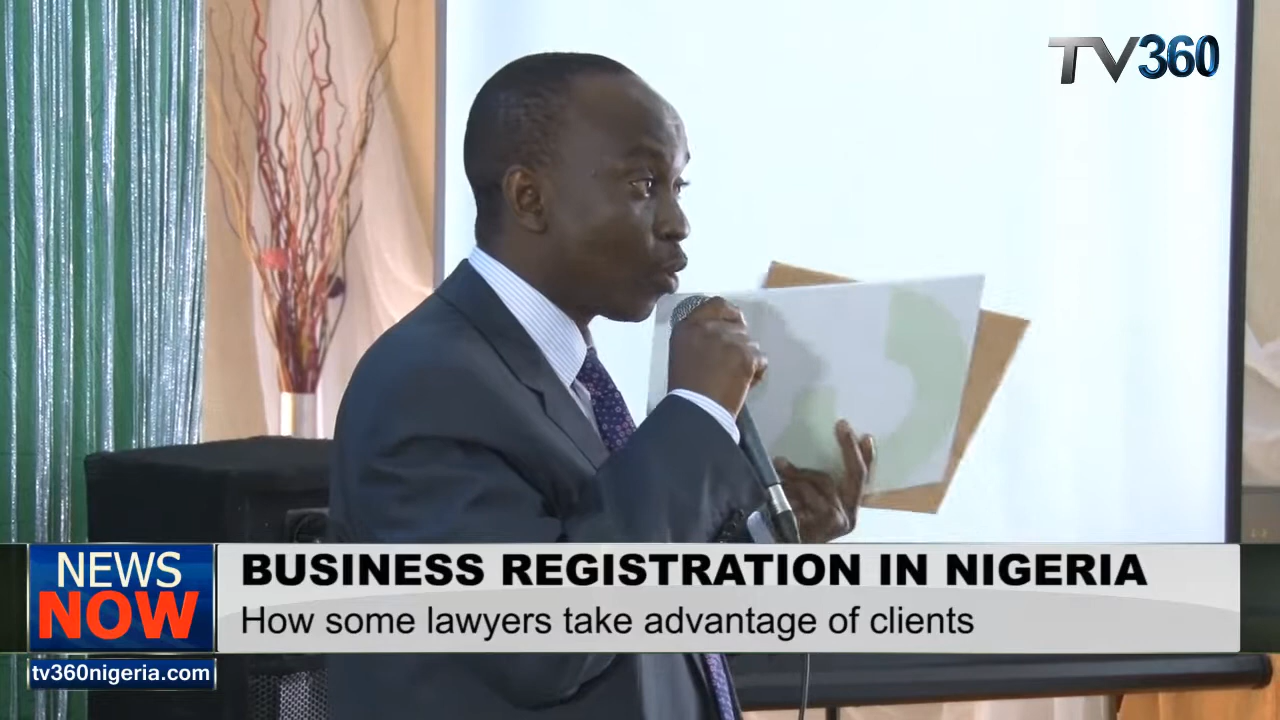 TV360
BUSINESS REGISTRATION IN NIGERIA
How some lawyers take advantage of clients
NEWS
NOW
tv360nigeria.com